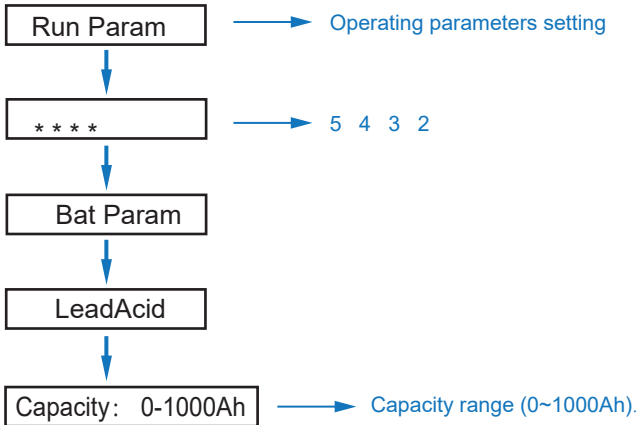 Run Param
Operating parameters setting
* * * *
5 4 3 2
Bat Param
LeadAcid
Capacity: 0-1000Ah
Capacity range (0~1000Ah).